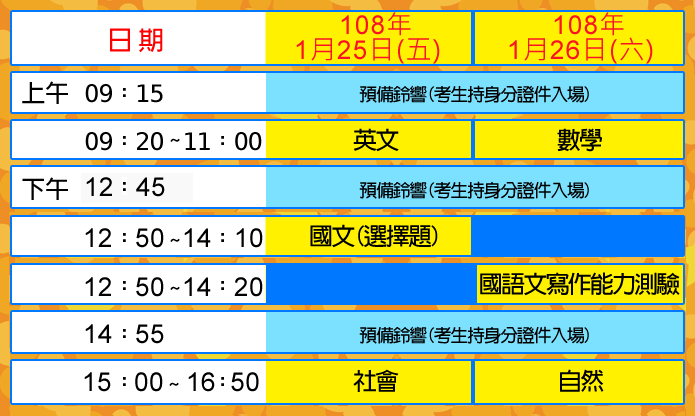 日期
108年
1月25日(五)
108年
1月26日(六)
上午 09：15
預備鈴響(考生持身分證件入場)
09：20~11：00
英文
數學
下午 12：45
預備鈴響(考生持身分證件入場)
12：50~14：10
國文(選擇題)
12：50~14：20
國語文寫作能力測驗
14：55
預備鈴響(考生持身分證件入場)
15：00~16:50
社會
自然